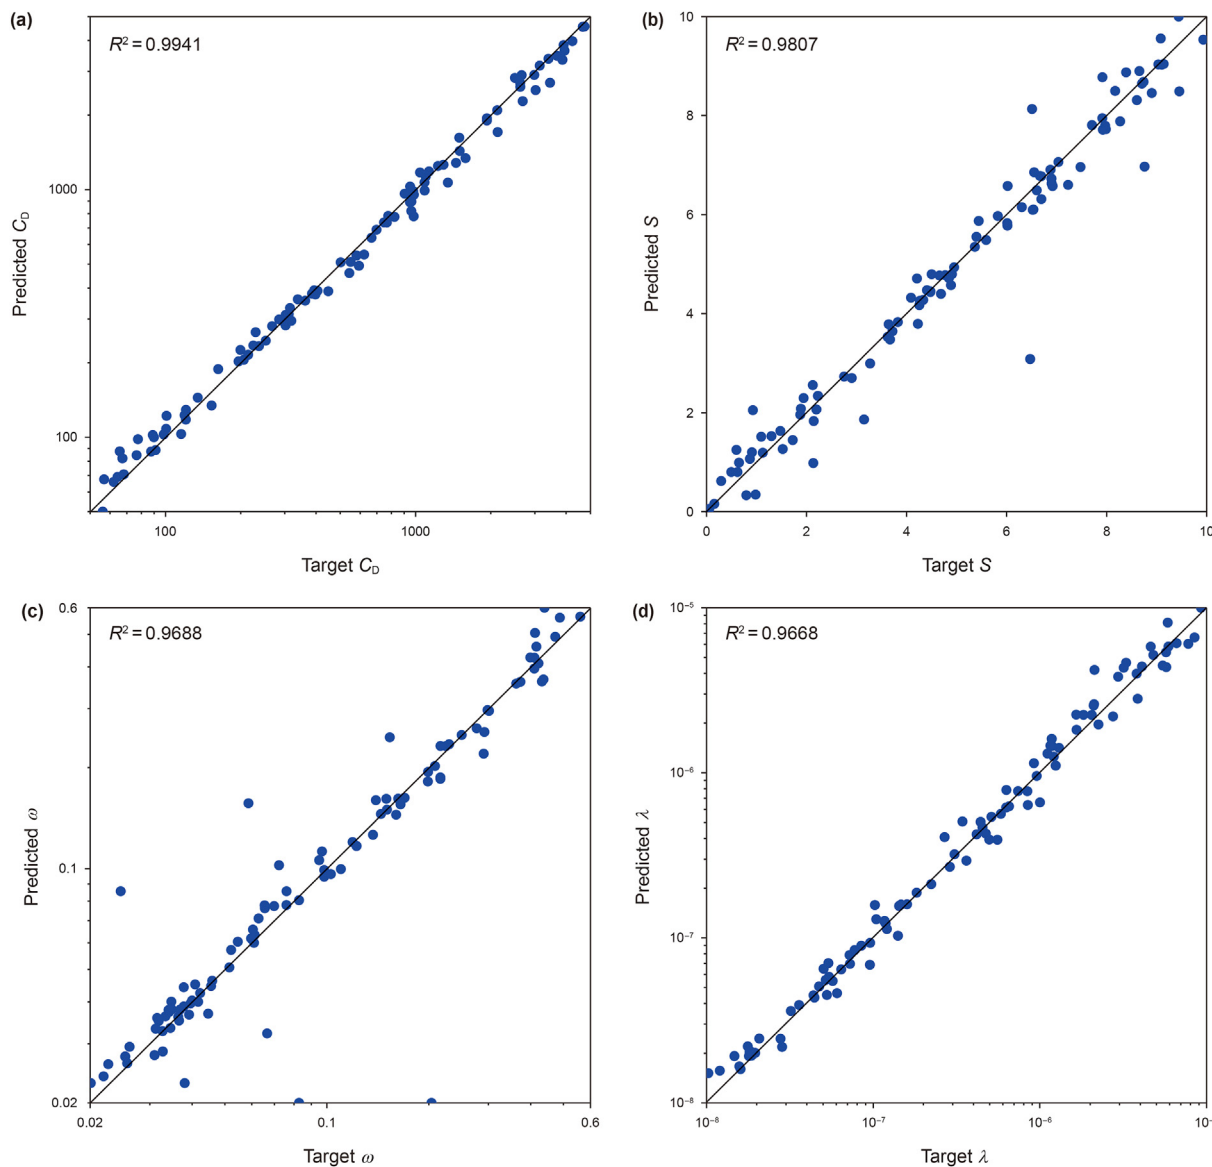 (a)
R² = 0.9941
1000
100
100
1000
Predicted C_D
Target C_D
(b)
R² = 0.9807
10
8
6
4
2
0
0
2
4
6
8
10
Predicted S
Target S
(c)
R² = 0.9688
0.6
0.1
0.02
0.02
0.1
0.6
Predicted ω
Target ω
(d)
R² = 0.9668
10⁻⁵
10⁻⁶
10⁻⁷
10⁻⁸
10⁻⁸
10⁻⁷
10⁻⁶
Predicted λ
Target λ